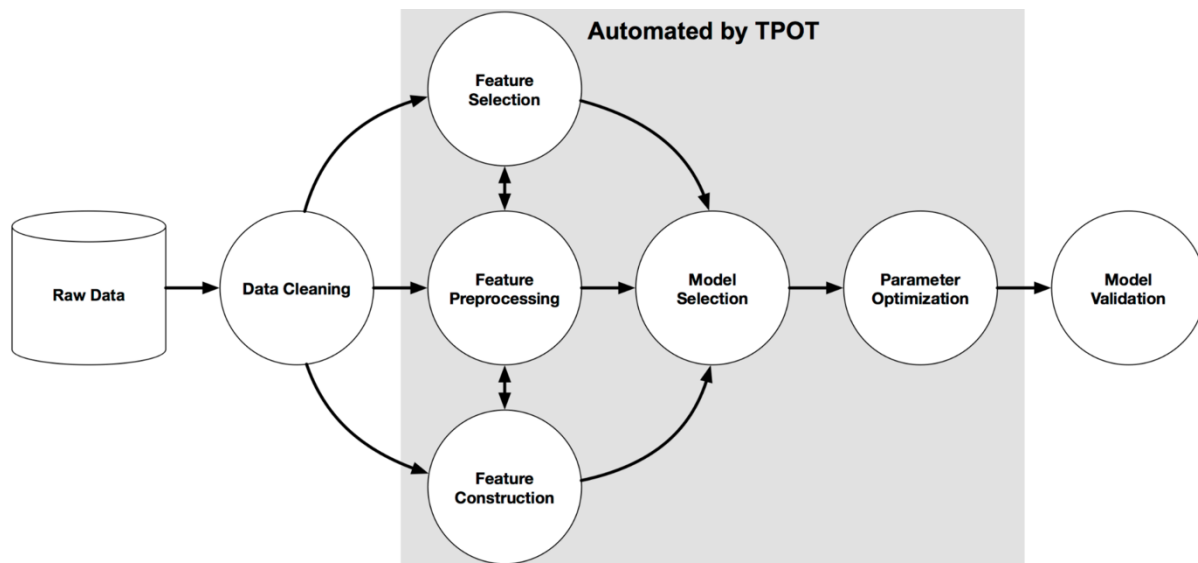 Automated by TPOT
Feature
Selection
Raw Data
Data Cleaning
Feature
Preprocessing
Model
Selection
Parameter
Optimization
Model
Validation
Feature
Construction